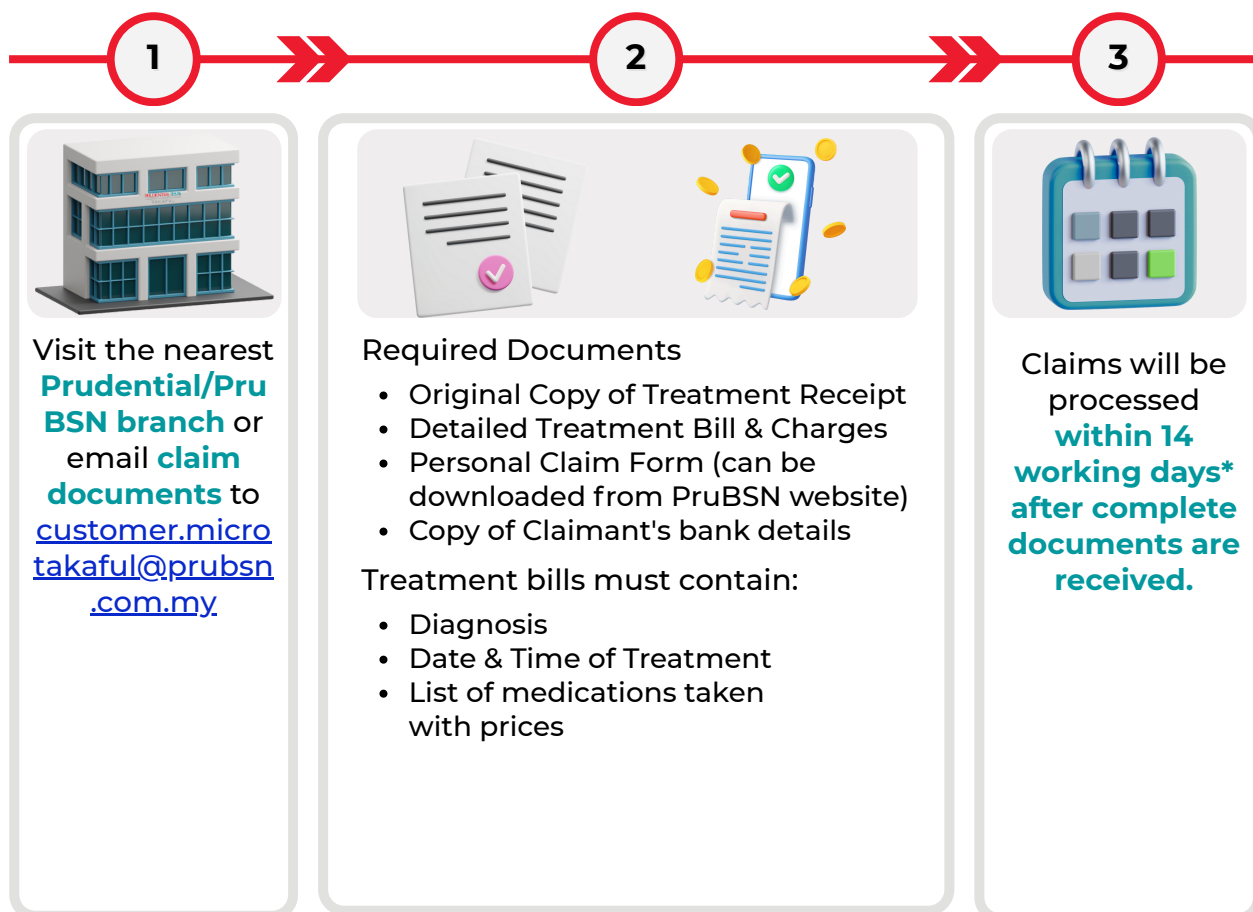 1
2
3
Visit the nearest
Prudential/Pru
BSN branch or
email claim
documents to
customer.micro
takaful@prubsn
.com.my
Required Documents
• Original Copy of Treatment Receipt
• Detailed Treatment Bill & Charges
• Personal Claim Form (can be
downloaded from PruBSN website)
• Copy of Claimant's bank details
Treatment bills must contain:
• Diagnosis
• Date & Time of Treatment
• List of medications taken
with prices
Claims will be
processed
within 14
working days*
after complete
documents are
received.